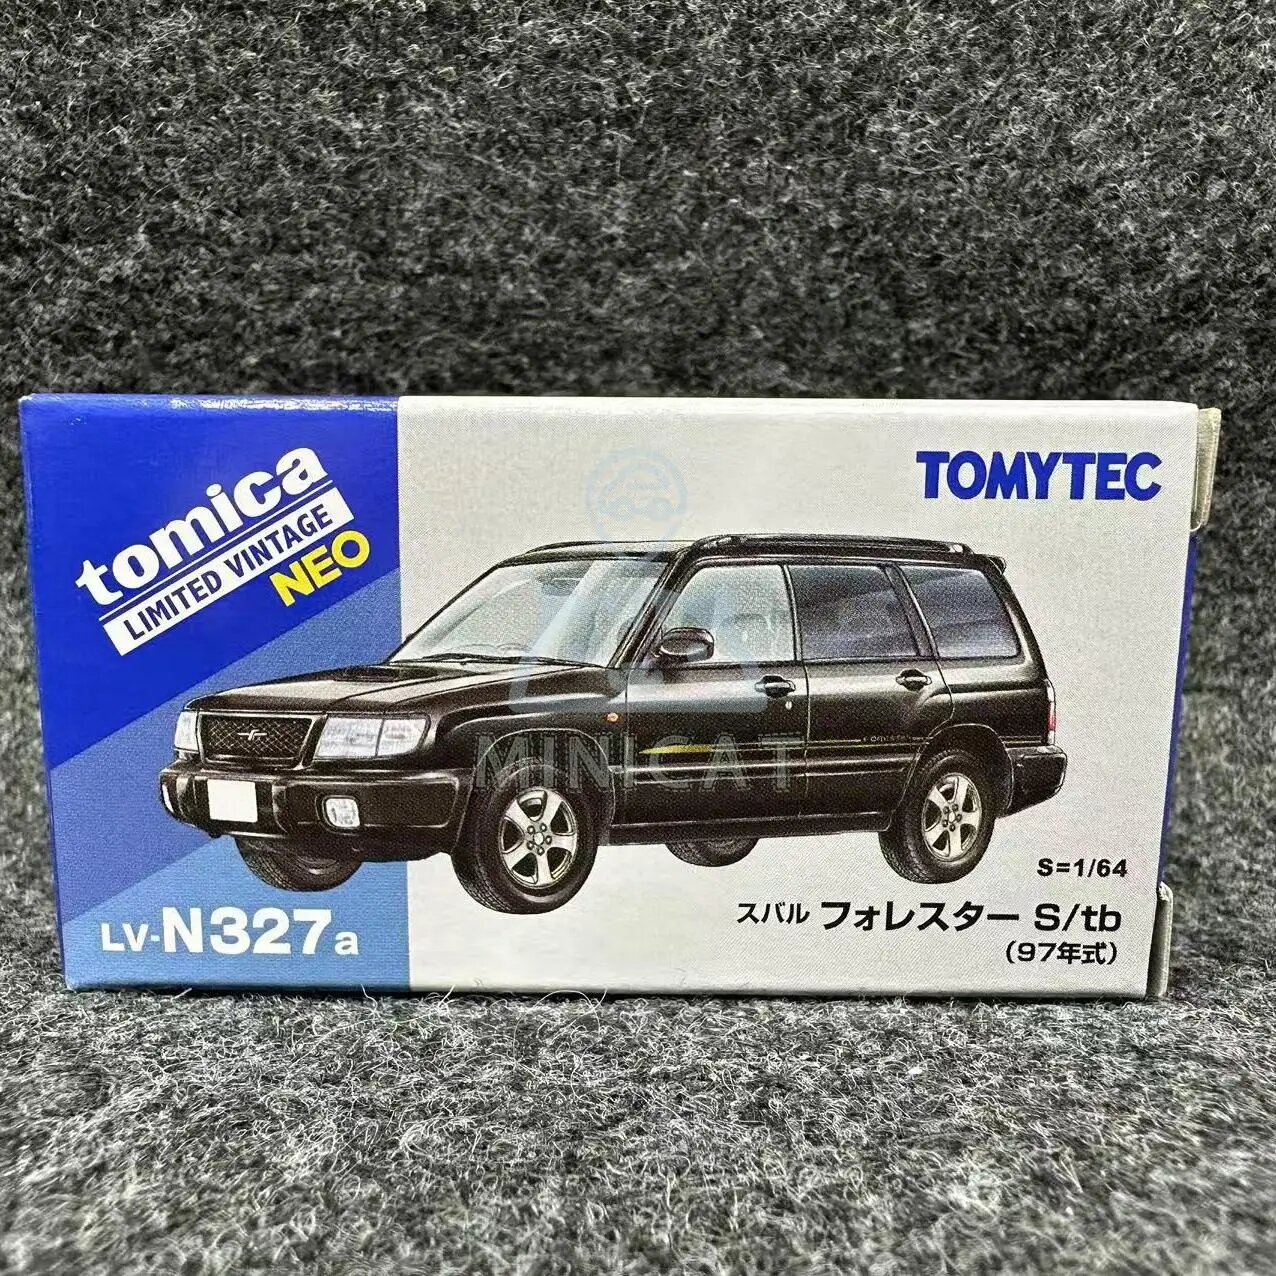 tomica
LIMITED VINTAGE
NEO
TOMYTEC
MINICAT
S=1/64
LV-N327a
スバル フォレスター S/tb
(97年式)